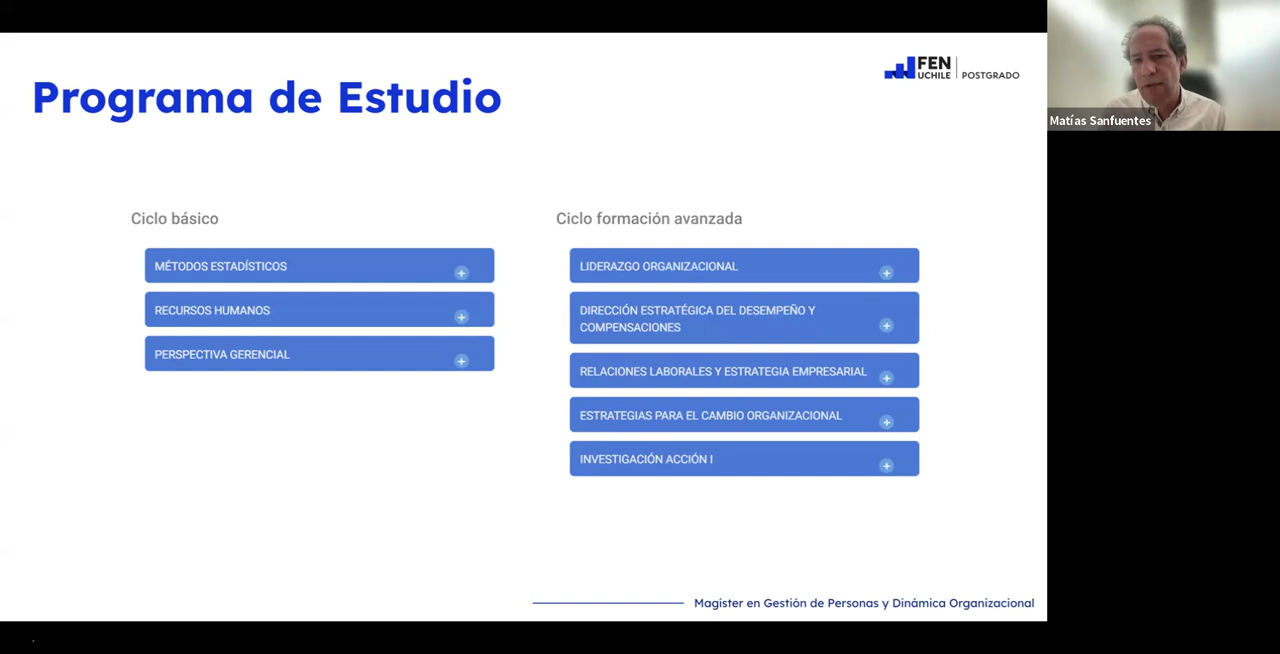 Programa de Estudio
FEN
UCHILE
POSTGRADO
Matías Sanfuentes
Ciclo básico
MÉTODOS ESTADÍSTICOS
RECURSOS HUMANOS
PERSPECTIVA GERENCIAL
Ciclo formación avanzada
LIDERAZGO ORGANIZACIONAL
DIRECCIÓN ESTRATÉGICA DEL DESEMPEÑO Y
COMPENSACIONES
RELACIONES LABORALES Y ESTRATEGIA EMPRESARIAL
ESTRATEGIAS PARA EL CAMBIO ORGANIZACIONAL
INVESTIGACIÓN ACCIÓN I
Magíster en Gestión de Personas y Dinámica Organizacional